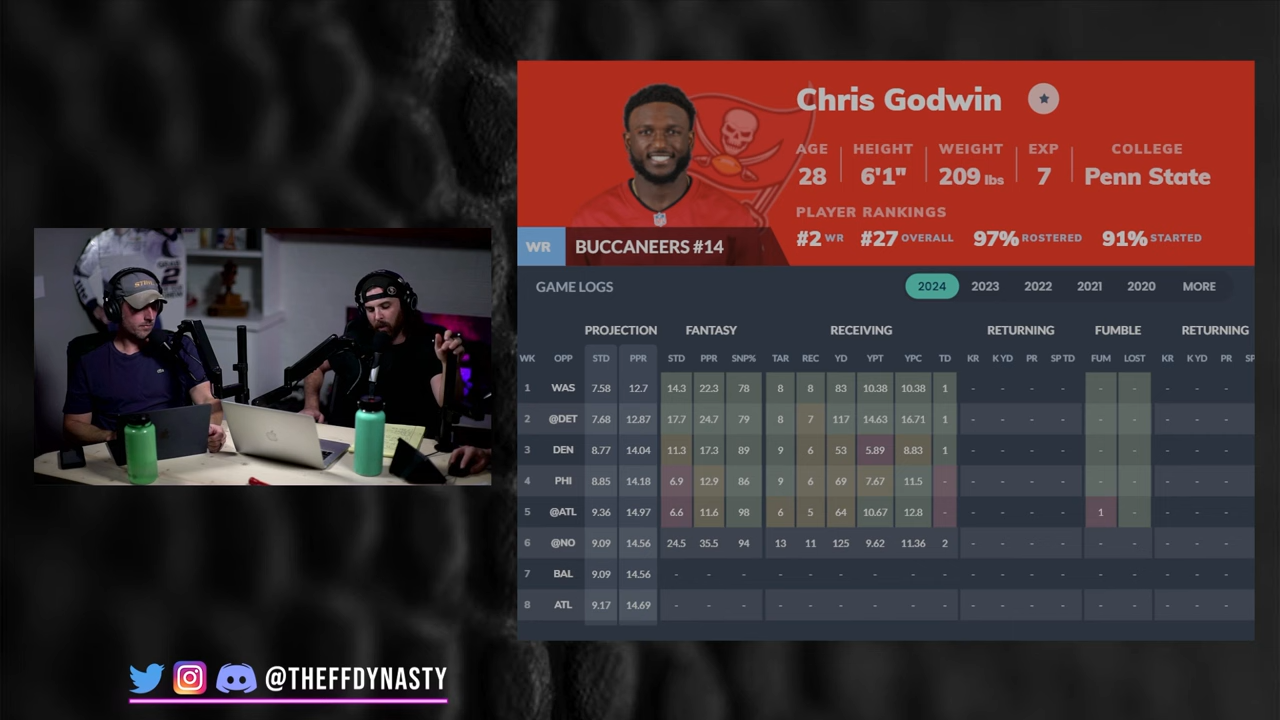 Chris Godwin
AGE HEIGHT WEIGHT EXP COLLEGE
28 6'1" 209 lbs 7 Penn State
PLAYER RANKINGS
#2 WR #27 OVERALL 97% ROSTERED 91% STARTED
WR BUCCANEERS #14
GAME LOGS 2024 2023 2022 2021 2020 MORE
PROJECTION FANTASY RECEIVING RETURNING FUMBLE RETURNING
WK OPP STD PPR STD PPR SNP% TAR REC YD YPT YPC TD KR K YD PR SP TD FUM LOST KR K YD PR SP
1 WAS 7.58 12.7 14.3 22.3 78 8 8 83 10.38 10.38 1 - - - - - - - - -
2 @DET 7.68 12.87 17.7 24.7 79 8 7 117 14.63 16.71 1 - - - - - - - - -
3 DEN 8.77 14.04 11.3 17.3 89 9 6 53 5.89 8.83 1 - - - - - - - - -
4 PHI 8.85 14.18 6.9 12.9 86 9 6 69 7.67 11.5 - - - - - - - - - -
5 @ATL 9.36 14.97 6.6 11.6 98 6 5 64 10.67 12.8 - - - - - 1 - - - -
6 @NO 9.09 14.56 24.5 35.5 94 13 11 125 9.62 11.36 2 - - - - - - - - -
7 BAL 9.09 14.56 - - - - - - - - - - - - - - - - - -
8 ATL 9.17 14.69 - - - - - - - - - - - - - - - - - -
@THEFFDYNASTY